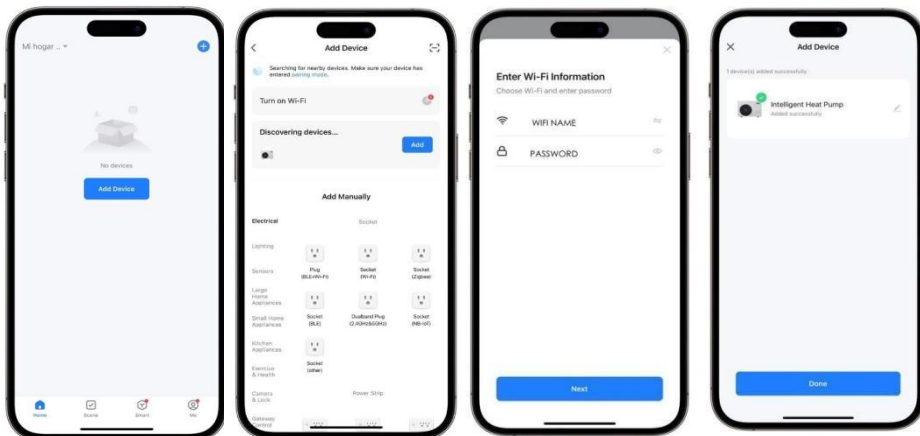 Mi hogar ..
No devices
Add Device
Home
Scene
Smart
Me
Add Device
Searching for nearby devices. Make sure your device has
entered pairing mode.
Turn on Wi-Fi
Discovering devices...
Add
Add Manually
Electrical
Socket
Lighting
Sensors
Plug
(BLE+Wi-Fi)
Socket
(Wi-Fi)
Socket
(Zigbee)
Large
Home
Appliances
Small Home
Appliances
Socket
(BLE)
Dualband Plug
(2.4GHz&5GHz)
Socket
(NB-IoT)
Kitchen
Appliances
Socket
(other)
Exercise
& Health
Camera
& Lock
Power Strip
Gateway
Control
Enter Wi-Fi Information
Choose Wi-Fi and enter password
WIFI NAME
PASSWORD
Next
Add Device
1 device(s) added successfully
Intelligent Heat Pump
Added successfully
Done